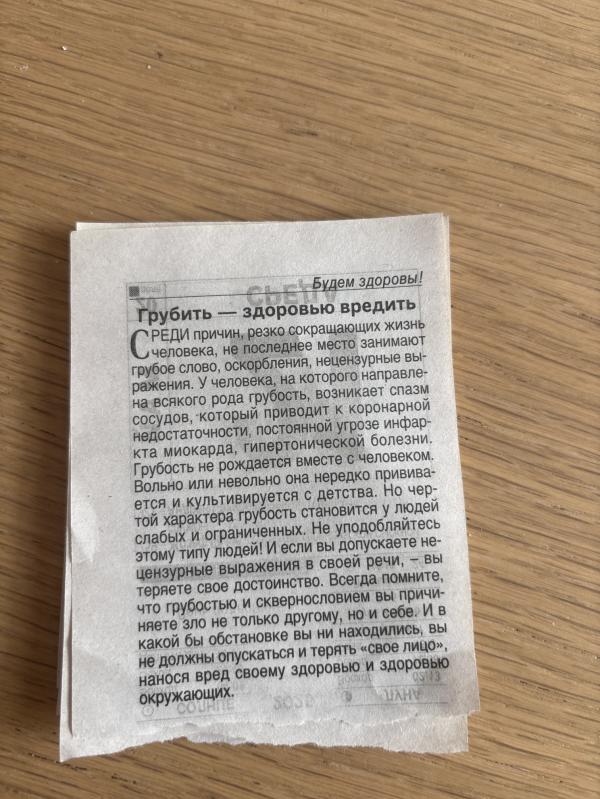 Будем здоровы!
Грубить — здоровью вредить
СРЕДИ причин, резко сокращающих жизнь
человека, не последнее место занимают
грубое слово, оскорбления, нецензурные вы-
ражения. У человека, на которого направле-
на всякого рода грубость, возникает спазм
сосудов, который приводит к коронарной
недостаточности, постоянной угрозе инфар-
кта миокарда, гипертонической болезни.
Грубость не рождается вместе с человеком.
Вольно или невольно она нередко привива-
ется и культивируется с детства. Но чер-
той характера грубость становится у людей
слабых и ограниченных. Не уподобляйтесь
этому типу людей! И если вы допускаете не-
цензурные выражения в своей речи, – вы
теряете свое достоинство. Всегда помните,
что грубостью и сквернословием вы причи-
няете зло не только другому, но и себе. И в
какой бы обстановке вы ни находились, вы
не должны опускаться и терять «свое лицо»,
нанося вред своему здоровью и здоровью
окружающих.